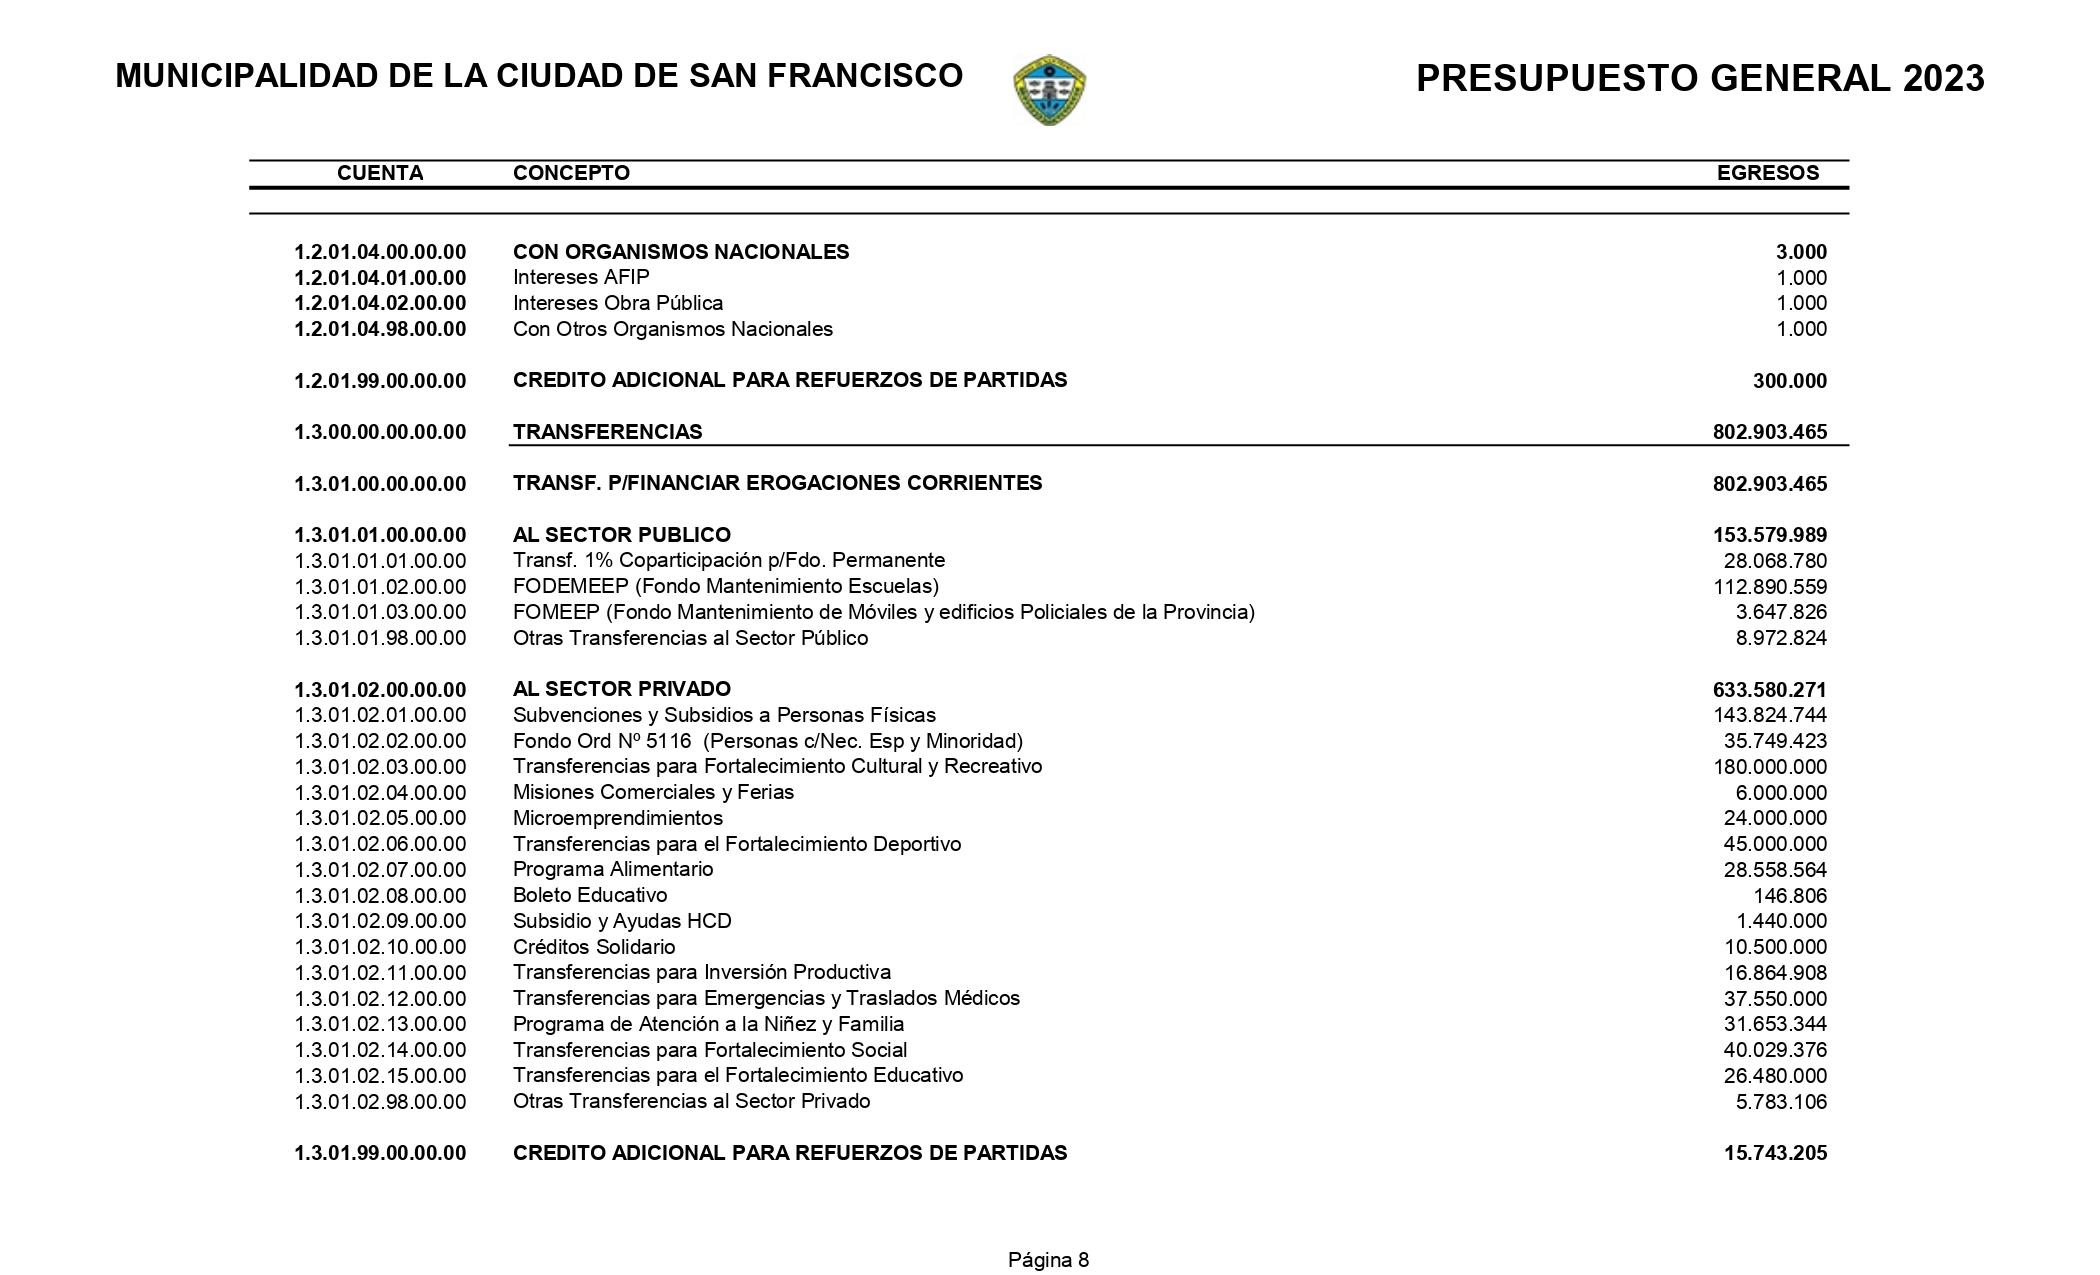 MUNICIPALIDAD DE LA CIUDAD DE SAN FRANCISCO PRESUPUESTO GENERAL 2023
CUENTA CONCEPTO EGRESOS
1.2.01.04.00.00.00 CON ORGANISMOS NACIONALES 3.000
1.2.01.04.01.00.00 Intereses AFIP 1.000
1.2.01.04.02.00.00 Intereses Obra Pública 1.000
1.2.01.04.98.00.00 Con Otros Organismos Nacionales 1.000
1.2.01.99.00.00.00 CREDITO ADICIONAL PARA REFUERZOS DE PARTIDAS 300.000
1.3.00.00.00.00.00 TRANSFERENCIAS 802.903.465
1.3.01.00.00.00.00 TRANSF. P/FINANCIAR EROGACIONES CORRIENTES 802.903.465
1.3.01.01.00.00.00 AL SECTOR PUBLICO 153.579.989
1.3.01.01.01.00.00 Transf. 1% Coparticipación p/Fdo. Permanente 28.068.780
1.3.01.01.02.00.00 FODEMEEP (Fondo Mantenimiento Escuelas) 112.890.559
1.3.01.01.03.00.00 FOMEEP (Fondo Mantenimiento de Móviles y edificios Policiales de la Provincia) 3.647.826
1.3.01.01.98.00.00 Otras Transferencias al Sector Público 8.972.824
1.3.01.02.00.00.00 AL SECTOR PRIVADO 633.580.271
1.3.01.02.01.00.00 Subvenciones y Subsidios a Personas Físicas 143.824.744
1.3.01.02.02.00.00 Fondo Ord Nº 5116 (Personas c/Nec. Esp y Minoridad) 35.749.423
1.3.01.02.03.00.00 Transferencias para Fortalecimiento Cultural y Recreativo 180.000.000
1.3.01.02.04.00.00 Misiones Comerciales y Ferias 6.000.000
1.3.01.02.05.00.00 Microemprendimientos 24.000.000
1.3.01.02.06.00.00 Transferencias para el Fortalecimiento Deportivo 45.000.000
1.3.01.02.07.00.00 Programa Alimentario 28.558.564
1.3.01.02.08.00.00 Boleto Educativo 146.806
1.3.01.02.09.00.00 Subsidio y Ayudas HCD 1.440.000
1.3.01.02.10.00.00 Créditos Solidario 10.500.000
1.3.01.02.11.00.00 Transferencias para Inversión Productiva 16.864.908
1.3.01.02.12.00.00 Transferencias para Emergencias y Traslados Médicos 37.550.000
1.3.01.02.13.00.00 Programa de Atención a la Niñez y Familia 31.653.344
1.3.01.02.14.00.00 Transferencias para Fortalecimiento Social 40.029.376
1.3.01.02.15.00.00 Transferencias para el Fortalecimiento Educativo 26.480.000
1.3.01.02.98.00.00 Otras Transferencias al Sector Privado 5.783.106
1.3.01.99.00.00.00 CREDITO ADICIONAL PARA REFUERZOS DE PARTIDAS 15.743.205
Página 8